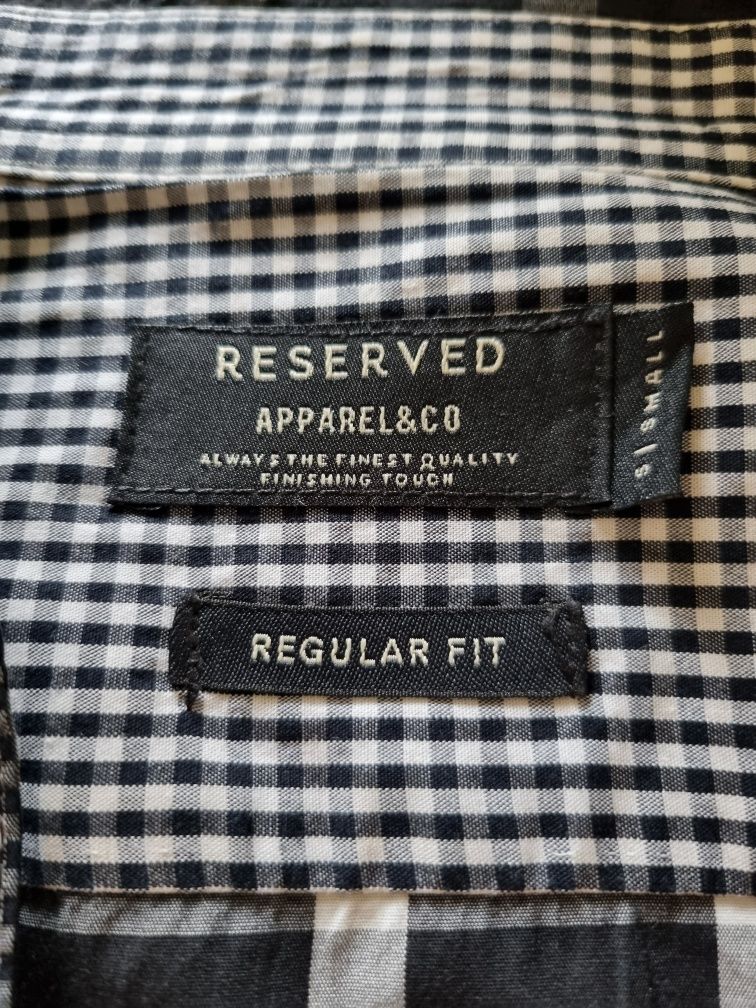 RESERVED
APPAREL&CO
ALWAYS THE FINEST QUALITY
FINISHING TOUCH
S | SMALL
REGULAR FIT